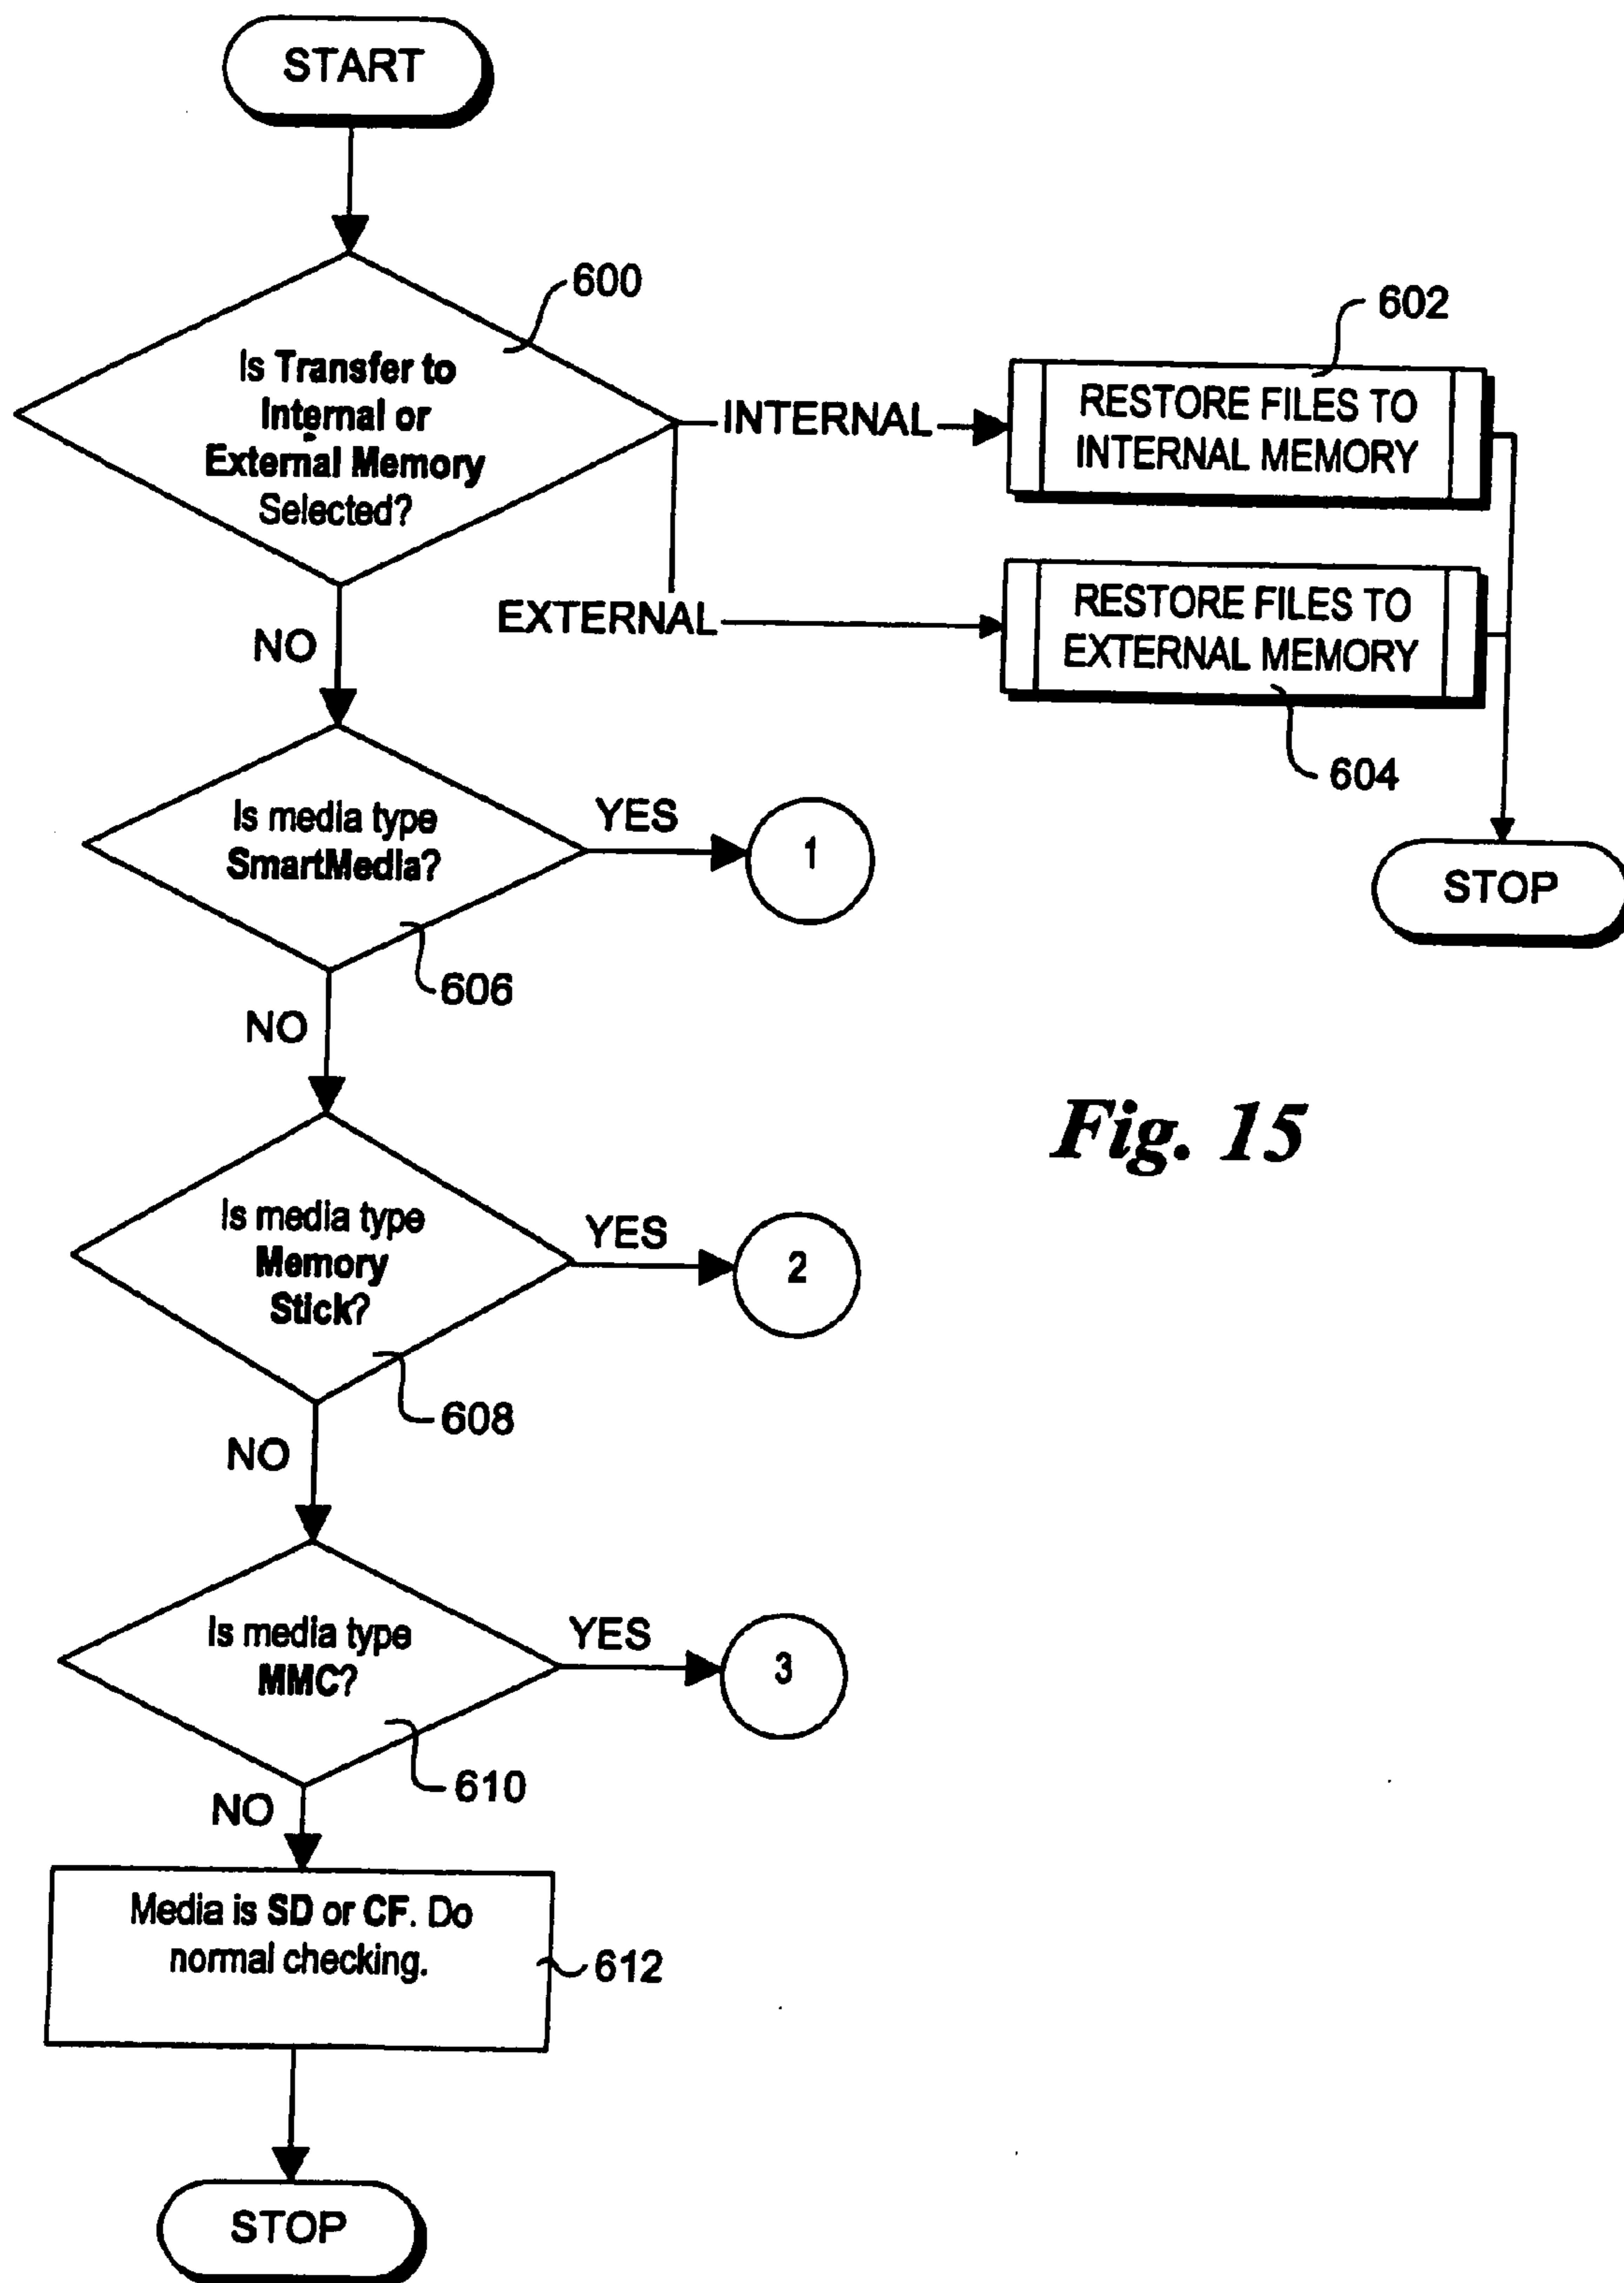 START
600
Is Transfer to
Internal or
External Memory
Selected?
INTERNAL
602
RESTORE FILES TO
INTERNAL MEMORY
EXTERNAL
RESTORE FILES TO
EXTERNAL MEMORY
604
STOP
NO
Is media type
SmartMedia?
YES
1
606
NO
Is media type
Memory
Stick?
YES
2
608
Fig. 15
NO
Is media type
MMC?
YES
3
610
NO
Media is SD or CF. Do
normal checking.
612
STOP